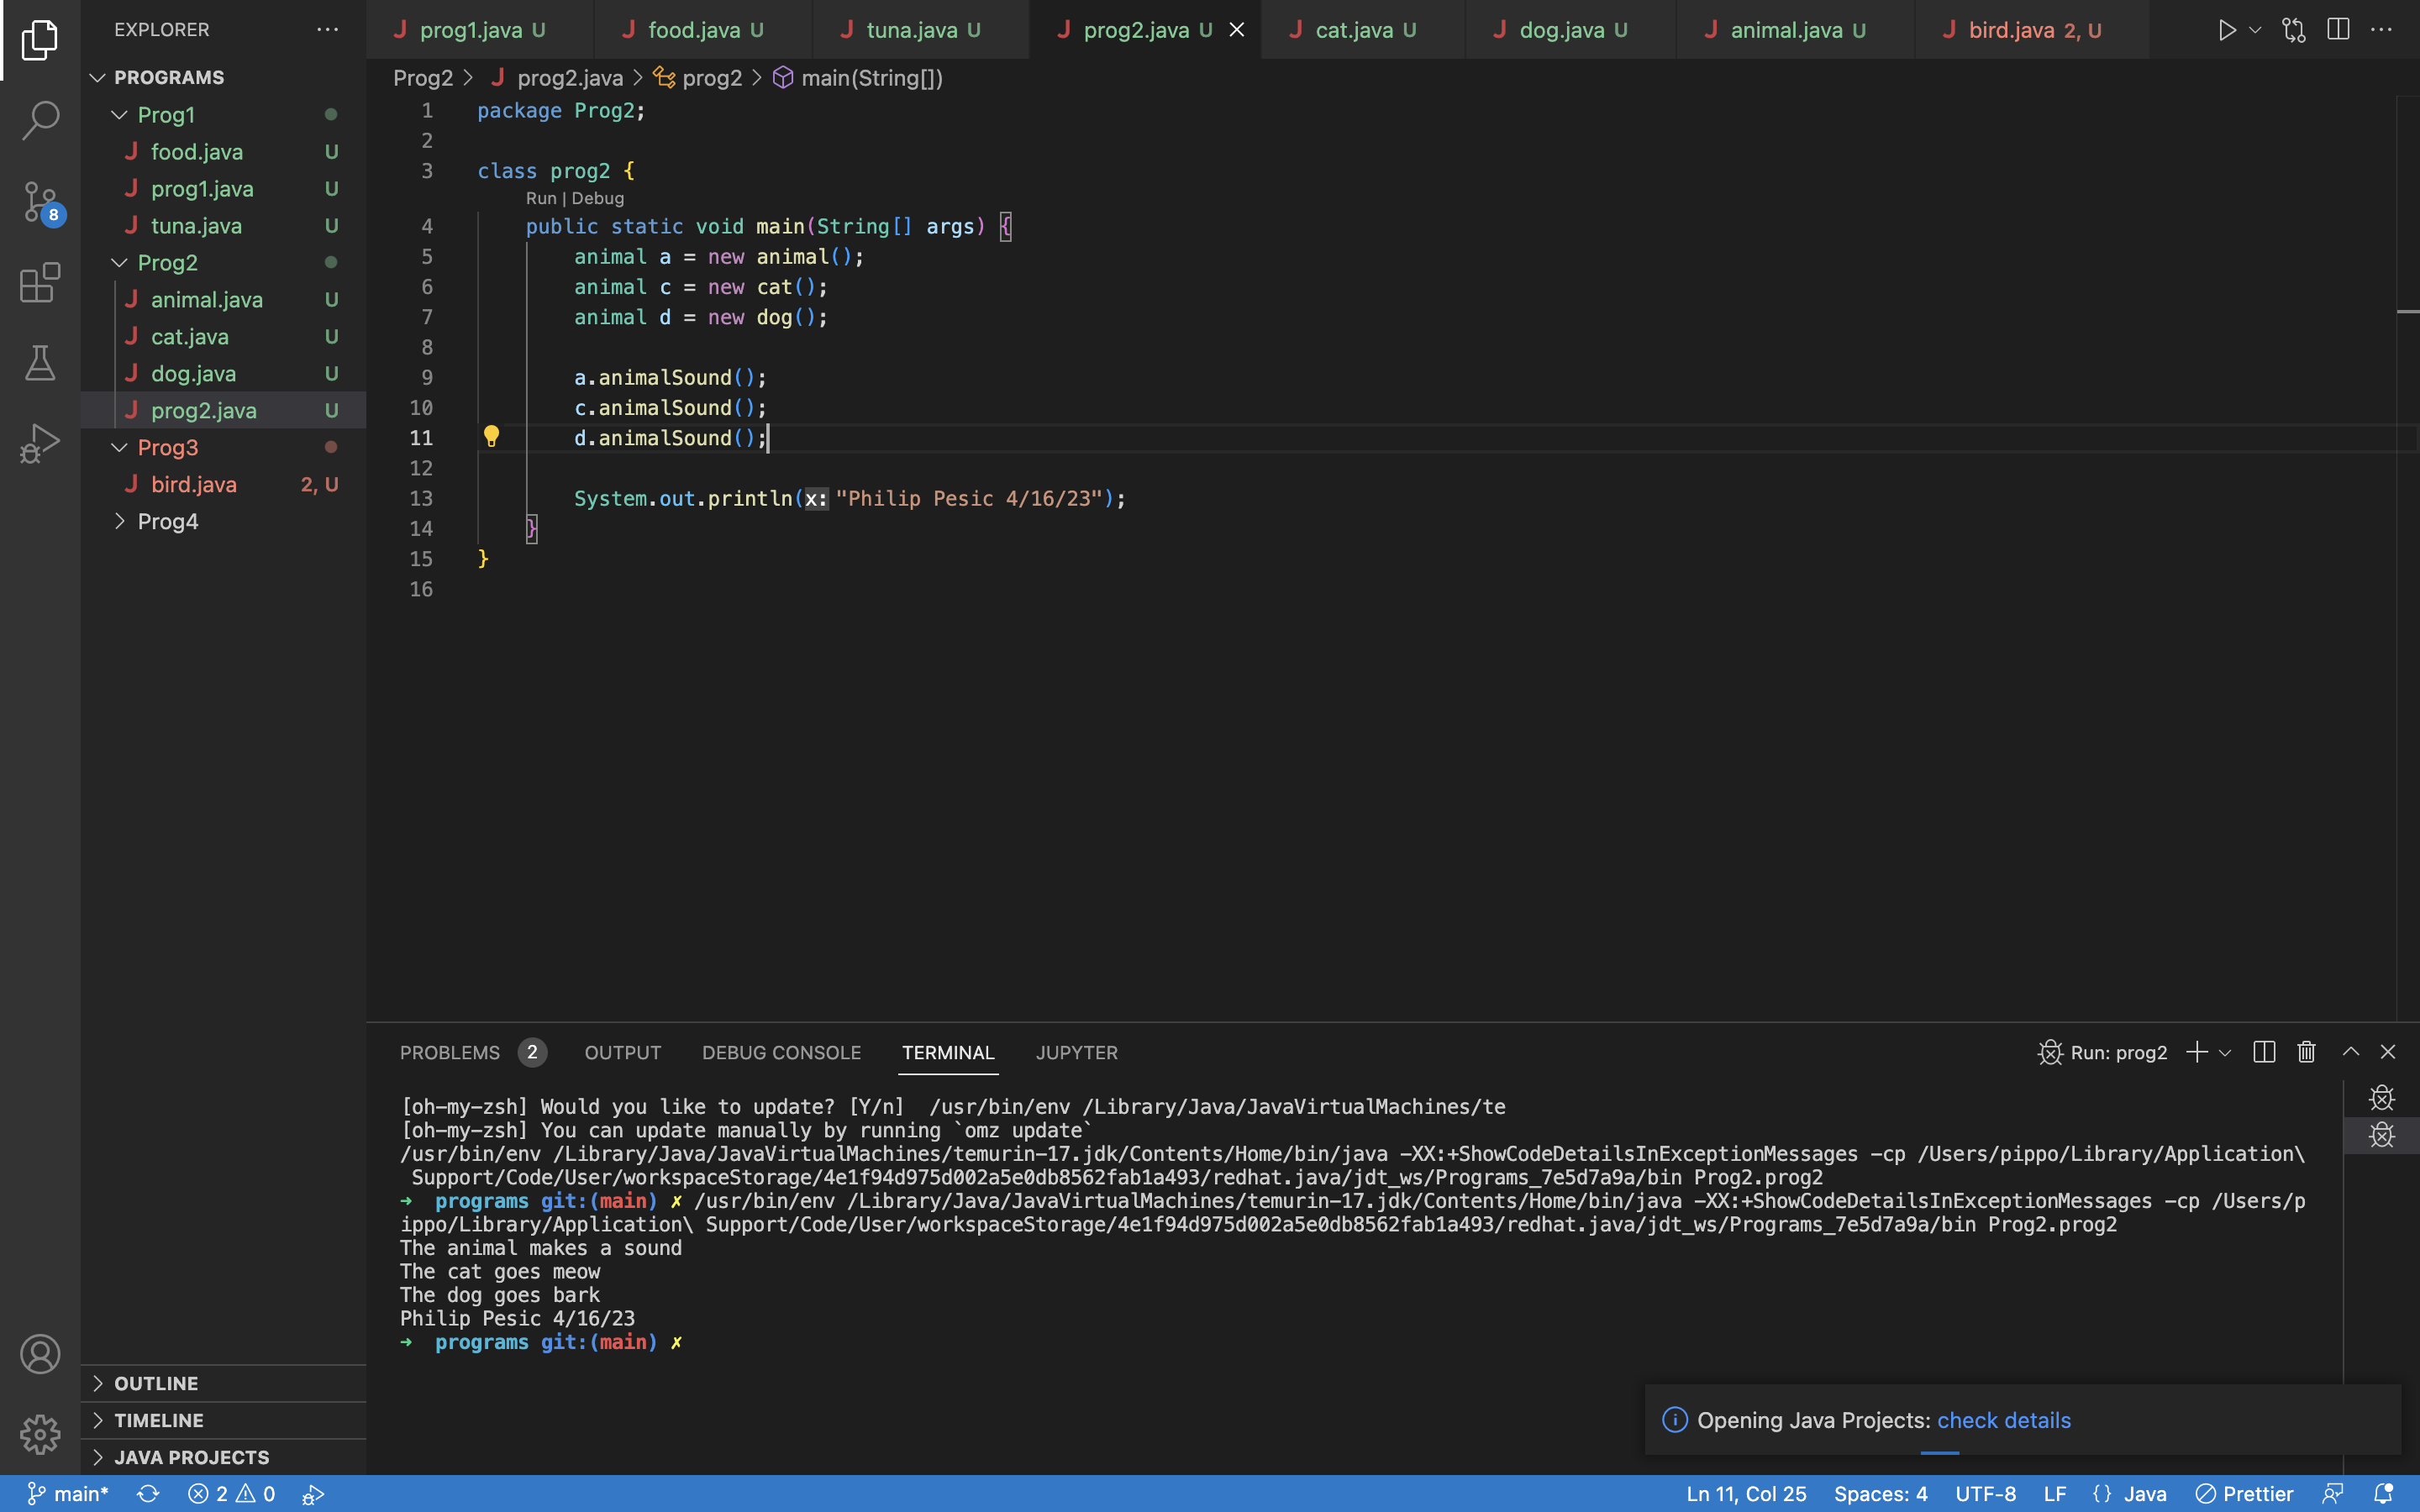 EXPLORER
PROGRAMS
Prog1
food.java U
prog1.java U
tuna.java U
Prog2
animal.java U
cat.java U
dog.java U
prog2.java U
Prog3
bird.java 2, U
Prog4
OUTLINE
TIMELINE
JAVA PROJECTS
8
prog1.java U
food.java U
tuna.java U
prog2.java U
cat.java U
dog.java U
animal.java U
bird.java 2, U
Prog2 > prog2.java > prog2 > main(String[])
1 package Prog2;
2
3 class prog2 {
Run | Debug
4 public static void main(String[] args) {
5 animal a = new animal();
6 animal c = new cat();
7 animal d = new dog();
8
9 a.animalSound();
10 c.animalSound();
11 d.animalSound();
12
13 System.out.println(x: "Philip Pesic 4/16/23");
14 }
15 }
16
PROBLEMS 2 OUTPUT DEBUG CONSOLE TERMINAL JUPYTER
Run: prog2
[oh-my-zsh] Would you like to update? [Y/n]  /usr/bin/env /Library/Java/JavaVirtualMachines/te
[oh-my-zsh] You can update manually by running `omz update`
/usr/bin/env /Library/Java/JavaVirtualMachines/temurin-17.jdk/Contents/Home/bin/java -XX:+ShowCodeDetailsInExceptionMessages -cp /Users/pippo/Library/Application\
Support/Code/User/workspaceStorage/4e1f94d975d002a5e0db8562fab1a493/redhat.java/jdt_ws/Programs_7e5d7a9a/bin Prog2.prog2
→ programs git:(main) ✗ /usr/bin/env /Library/Java/JavaVirtualMachines/temurin-17.jdk/Contents/Home/bin/java -XX:+ShowCodeDetailsInExceptionMessages -cp /Users/p
ippo/Library/Application\ Support/Code/User/workspaceStorage/4e1f94d975d002a5e0db8562fab1a493/redhat.java/jdt_ws/Programs_7e5d7a9a/bin Prog2.prog2
The animal makes a sound
The cat goes meow
The dog goes bark
Philip Pesic 4/16/23
→ programs git:(main) ✗
Opening Java Projects: check details
main* 2 0
Ln 11, Col 25 Spaces: 4 UTF-8 LF {} Java Prettier